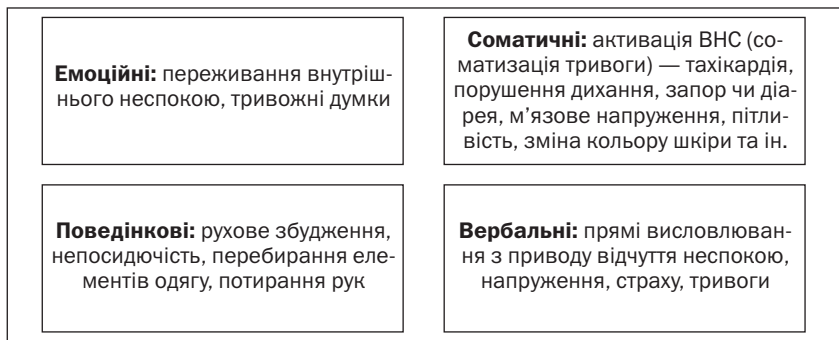 Емоційні: переживання внутріш-
нього неспокою, тривожні думки
Соматичні: активація ВНС (со-
матизація тривоги) — тахікардія,
порушення дихання, запор чи діа-
рея, м’язове напруження, пітли-
вість, зміна кольору шкіри та ін.
Поведінкові: рухове збудження,
непосидючість, перебирання еле-
ментів одягу, потирання рук
Вербальні: прямі висловлюван-
ня з приводу відчуття неспокою,
напруження, страху, тривоги